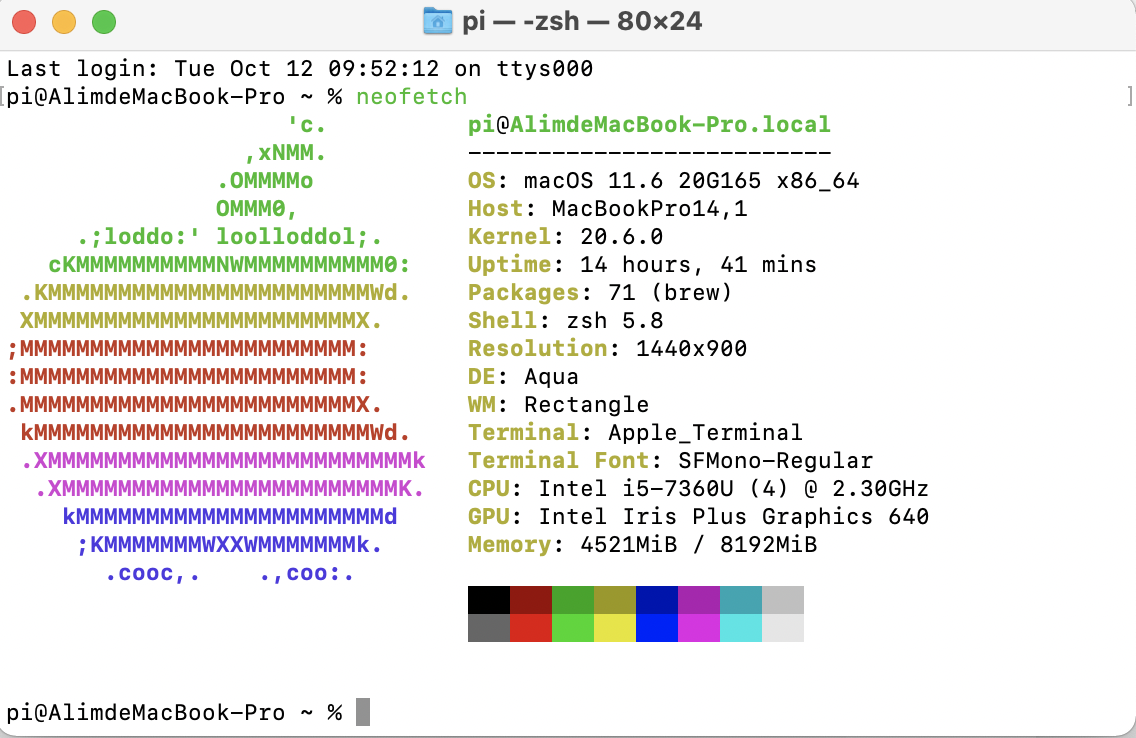 pi — -zsh — 80×24
Last login: Tue Oct 12 09:52:12 on ttys000
[pi@AlimdeMacBook-Pro ~ % neofetch ]
                    'c.          pi@AlimdeMacBook-Pro.local
                 ,xNMM.          --------------------------
               .OMMMMo           OS: macOS 11.6 20G165 x86_64
               OMMM0,            Host: MacBookPro14,1
     .;loddo:' loolloddol;.      Kernel: 20.6.0
   cKMMMMMMMMMMNWMMMMMMMMMM0:    Uptime: 14 hours, 41 mins
 .KMMMMMMMMMMMMMMMMMMMMMMMWd.    Packages: 71 (brew)
 XMMMMMMMMMMMMMMMMMMMMMMMX.      Shell: zsh 5.8
;MMMMMMMMMMMMMMMMMMMMMMMM:       Resolution: 1440x900
:MMMMMMMMMMMMMMMMMMMMMMMM:       DE: Aqua
.MMMMMMMMMMMMMMMMMMMMMMMMX.      WM: Rectangle
 kMMMMMMMMMMMMMMMMMMMMMMMMWd.    Terminal: Apple_Terminal
 .XMMMMMMMMMMMMMMMMMMMMMMMMMMk   Terminal Font: SFMono-Regular
  .XMMMMMMMMMMMMMMMMMMMMMMMMK.   CPU: Intel i5-7360U (4) @ 2.30GHz
    kMMMMMMMMMMMMMMMMMMMMMMd     GPU: Intel Iris Plus Graphics 640
     ;KMMMMMMMWXXWMMMMMMMk.      Memory: 4521MiB / 8192MiB
       .cooc,.    .,coo:.
pi@AlimdeMacBook-Pro ~ %